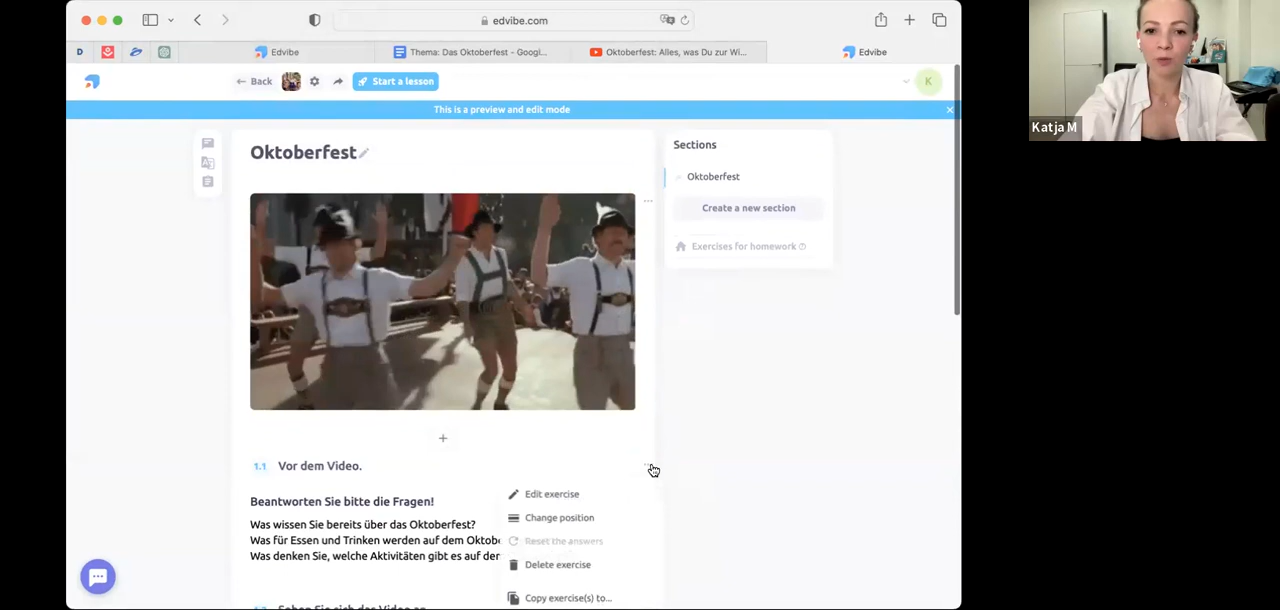 edvibe.com
D
Edvibe
Thema: Das Oktoberfest - Googl...
Oktoberfest: Alles, was Du zur Wi...
Edvibe
Back
Start a lesson
K
This is a preview and edit mode
Oktoberfest
Sections
Oktoberfest
Create a new section
Exercises for homework
1.1 Vor dem Video.
Beantworten Sie bitte die Fragen!
Was wissen Sie bereits über das Oktoberfest?
Was für Essen und Trinken werden auf dem Oktobe
Was denken Sie, welche Aktivitäten gibt es auf der
Edit exercise
Change position
Reset the answers
Delete exercise
Copy exercise(s) to...
Katja M